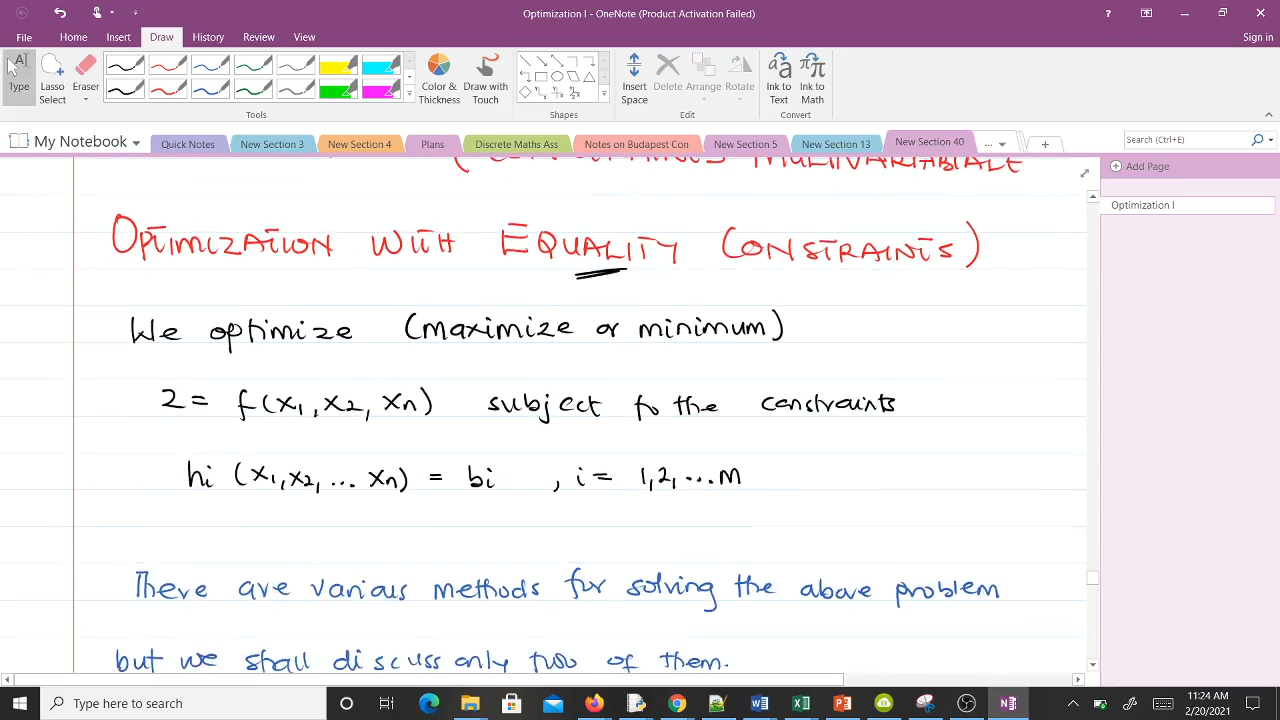 Optimization I - OneNote (Product Activation Failed)
Sign in
File Home Insert Draw History Review View
Type
Lasso Select
Eraser
Color & Thickness
Draw with Touch
Insert Space
Delete
Arrange
Rotate
Ink to Text
Ink to Math
Tools
Shapes
Edit
Convert
My Notebook
Quick Notes
New Section 3
New Section 4
Plans
Discrete Maths Ass
Notes on Budapest Con
New Section 5
New Section 13
New Section 40
...
Search (Ctrl+E)
Add Page
Optimization I
MULTIVARIABLE
OPTIMIZATION WITH EQUALITY CONSTRAINTS)
We optimize (maximize or minimum)
Z = f(x1, x2, xn) subject to the constraints
hi (x1, x2, ... xn) = bi , i = 1, 2, ... m
There are various methods for solving the above problem
but we shall discuss only two of them.
Type here to search
11:24 AM
2/20/2021